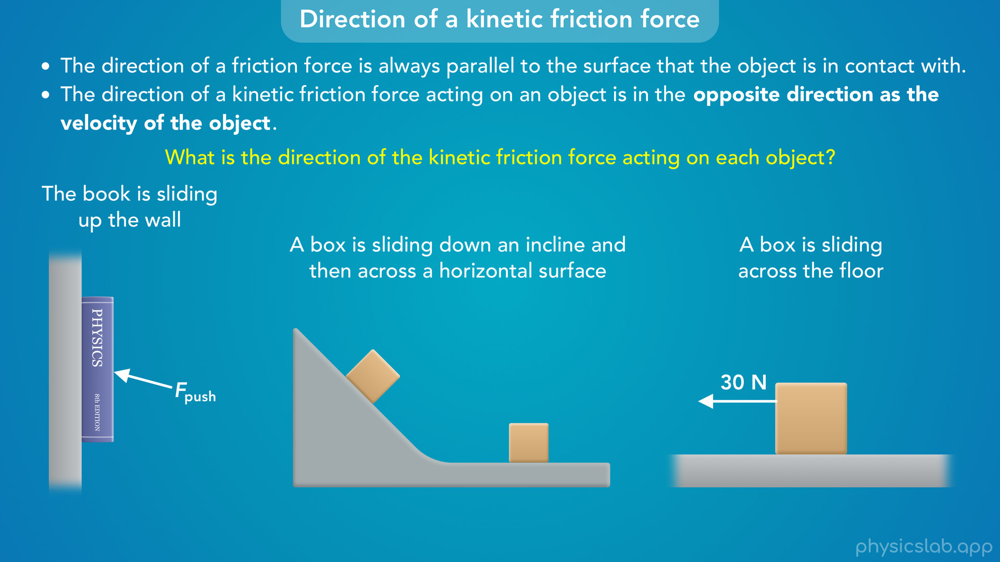 Direction of a kinetic friction force
• The direction of a friction force is always parallel to the surface that the object is in contact with.
• The direction of a kinetic friction force acting on an object is in the opposite direction as the
velocity of the object.
What is the direction of the kinetic friction force acting on each object?
The book is sliding
up the wall
PHYSICS
8th EDITION
Fpush
A box is sliding down an incline and
then across a horizontal surface
A box is sliding
across the floor
30 N
physicslab.app